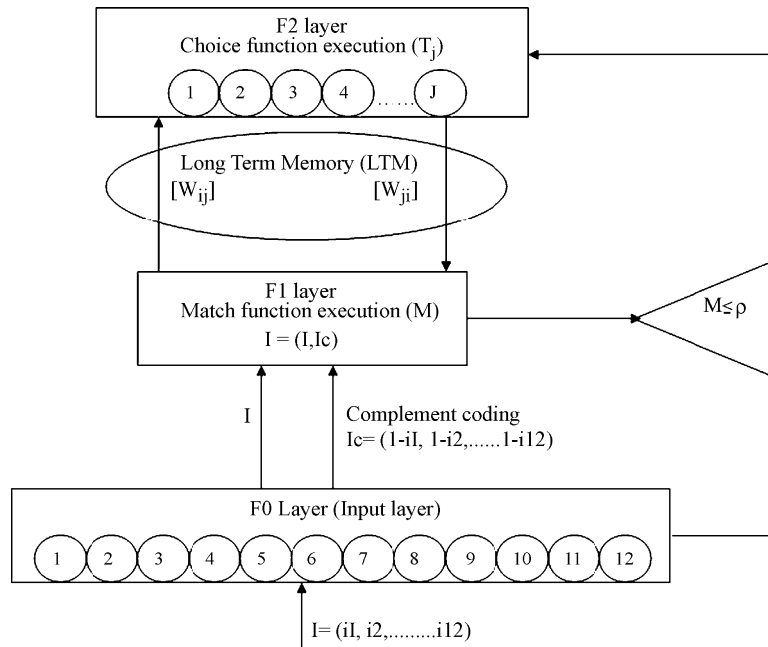 F2 layer
Choice function execution (Tj)
1 2 3 4 ...... J
Long Term Memory (LTM)
[Wij] [Wji]
F1 layer
Match function execution (M)
I = (I,Ic)
M≤ρ
I
Complement coding
Ic= (1-iI, 1-i2,......1-i12)
F0 Layer (Input layer)
1 2 3 4 5 6 7 8 9 10 11 12
I= (iI, i2,.........i12)